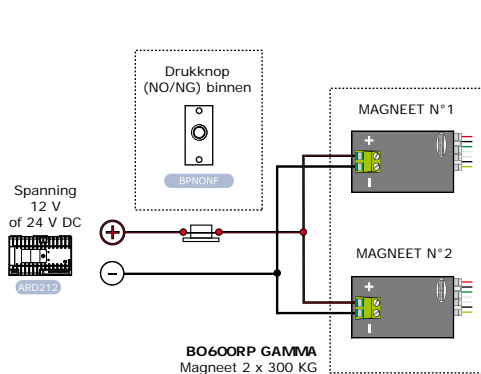 Drukknop
(NO/NG) binnen
BPNONF
MAGNEET N°1
+
Spanning
12 V
of 24 V DC
ARD212
+
−
MAGNEET N°2
+
BO600RP GAMMA
Magneet 2 x 300 KG